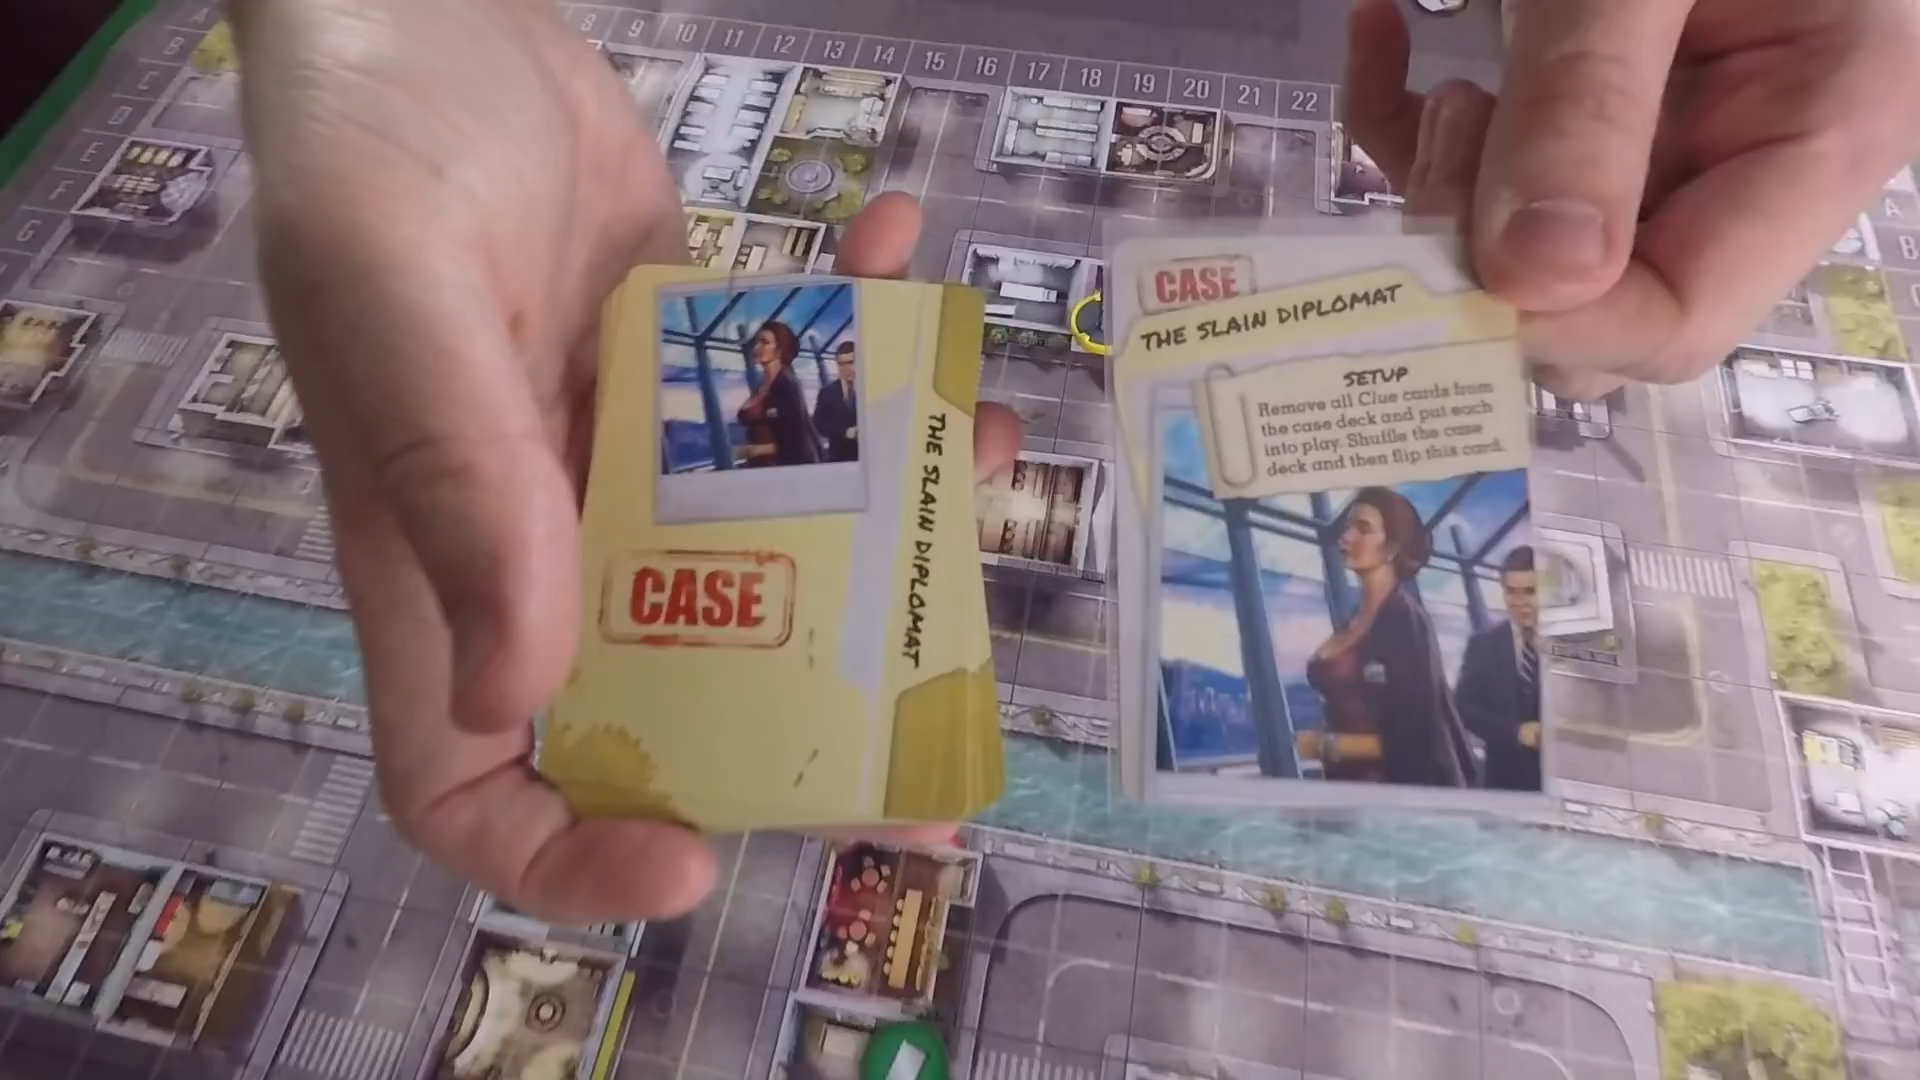 A
B
C
D
E
F
G
8 9 10 11 12 13 14 15 16 17 18 19 20 21 22
CASE
THE SLAIN DIPLOMAT
CASE
THE SLAIN DIPLOMAT
SETUP
Remove all Clue cards from
the case deck and put each
into play. Shuffle the case
deck and then flip this card.
A
B